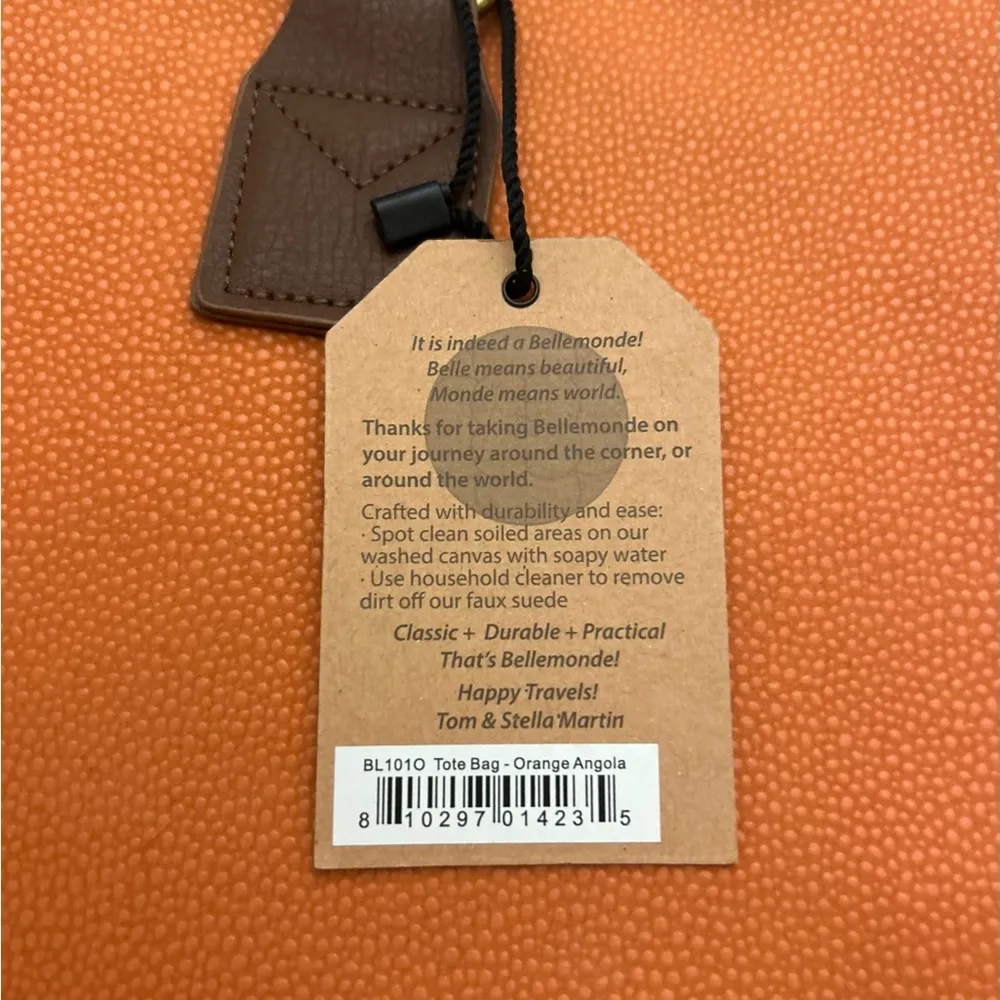 It is indeed a Bellemonde!
Belle means beautiful,
Monde means world.
Thanks for taking Bellemonde on
your journey around the corner, or
around the world.
Crafted with durability and ease:
· Spot clean soiled areas on our
washed canvas with soapy water
· Use household cleaner to remove
dirt off our faux suede
Classic + Durable + Practical
That's Bellemonde!
Happy Travels!
Tom & Stella Martin
BL101O Tote Bag - Orange Angola
8 10297 01423 5